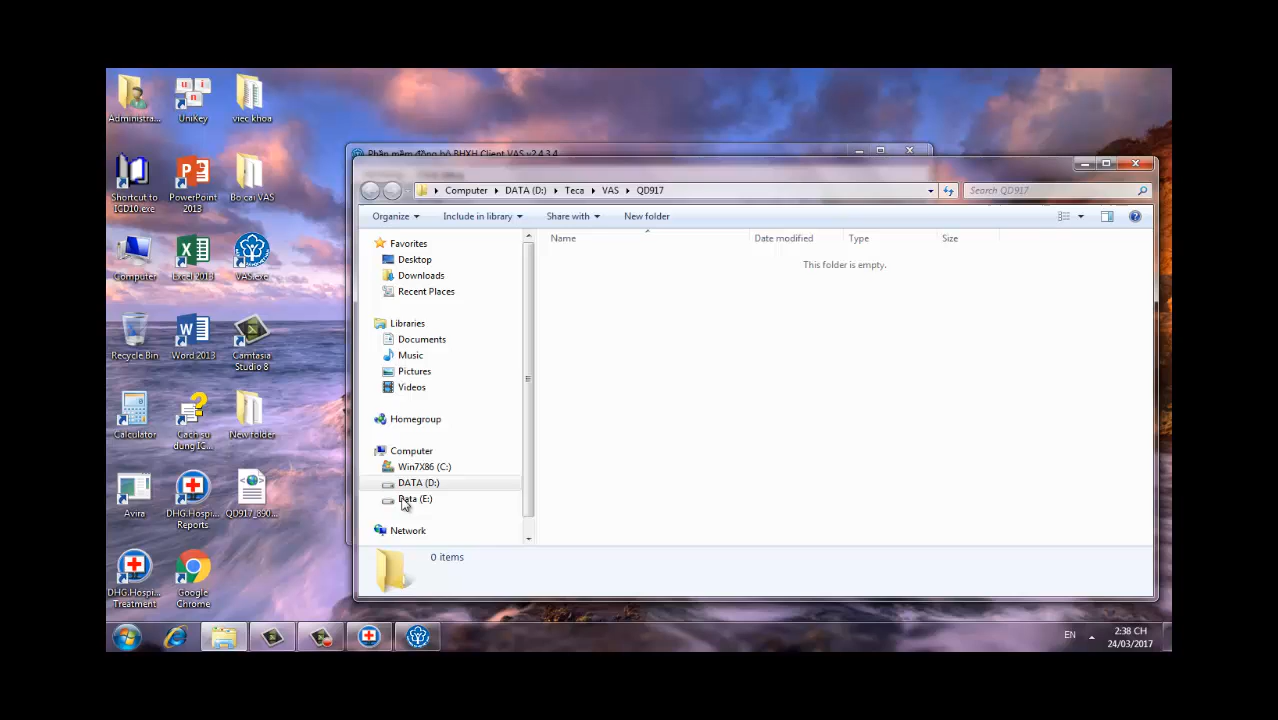 Administra...
UniKey
viec khoa
Shortcut to
ICD10.exe
PowerPoint
2013
Bo cai VAS
Computer
Excel 2013
VAS.exe
Recycle Bin
Word 2013
Camtasia
Studio 8
Calculator
Cach su
dung IC...
New folder
Avira
DHG.Hospi...
Reports
QD917_890...
DHG.Hospi...
Treatment
Google
Chrome
Phần mềm đồng bộ BHXH Client VAS v2.4.3.4
Computer
DATA (D:)
Teca
VAS
QD917
Search QD917
Organize
Include in library
Share with
New folder
Name
Date modified
Type
Size
This folder is empty.
Favorites
Desktop
Downloads
Recent Places
Libraries
Documents
Music
Pictures
Videos
Homegroup
Computer
Win7X86 (C:)
DATA (D:)
Data (E:)
Network
0 items
EN
2:38 CH
24/03/2017